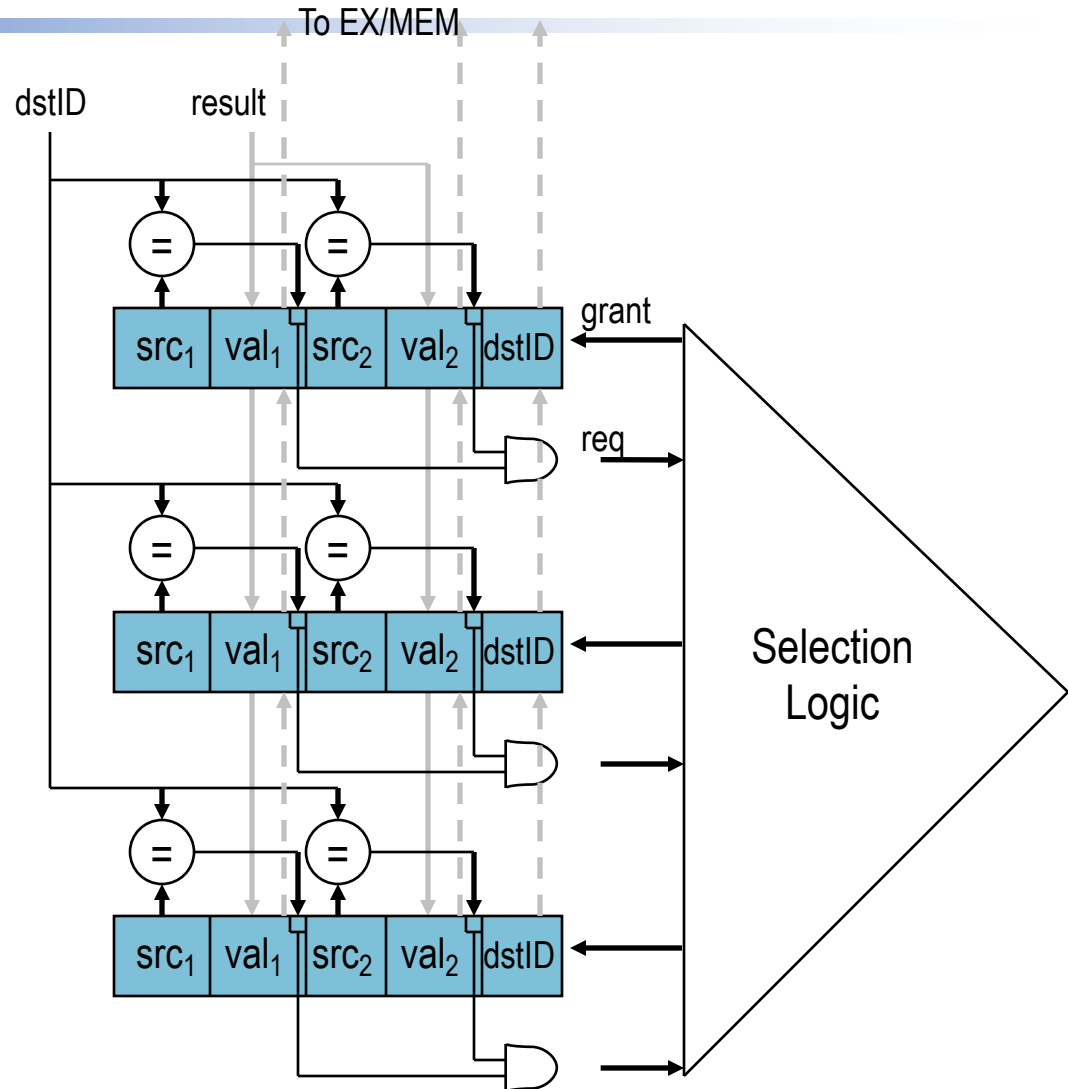 To EX/MEM
dstID result
= =
src₁ val₁ src₂ val₂ dstID
grant
req
= =
src₁ val₁ src₂ val₂ dstID
Selection
Logic
= =
src₁ val₁ src₂ val₂ dstID